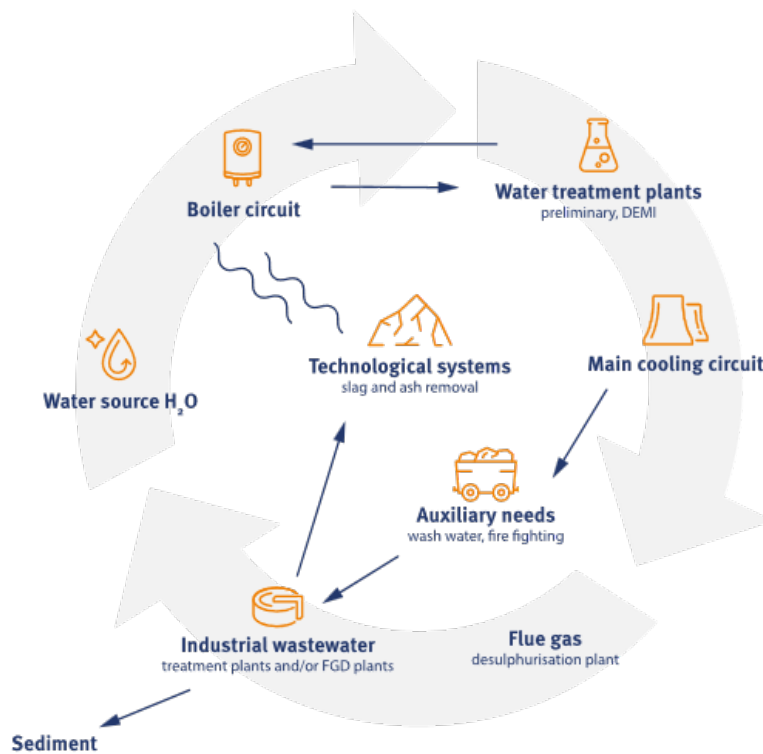 Boiler circuit
Water treatment plants
preliminary, DEMI
Technological systems
slag and ash removal
Main cooling circuit
Water source H₂O
Auxiliary needs
wash water, fire fighting
Industrial wastewater
treatment plants and/or FGD plants
Flue gas
desulphurisation plant
Sediment